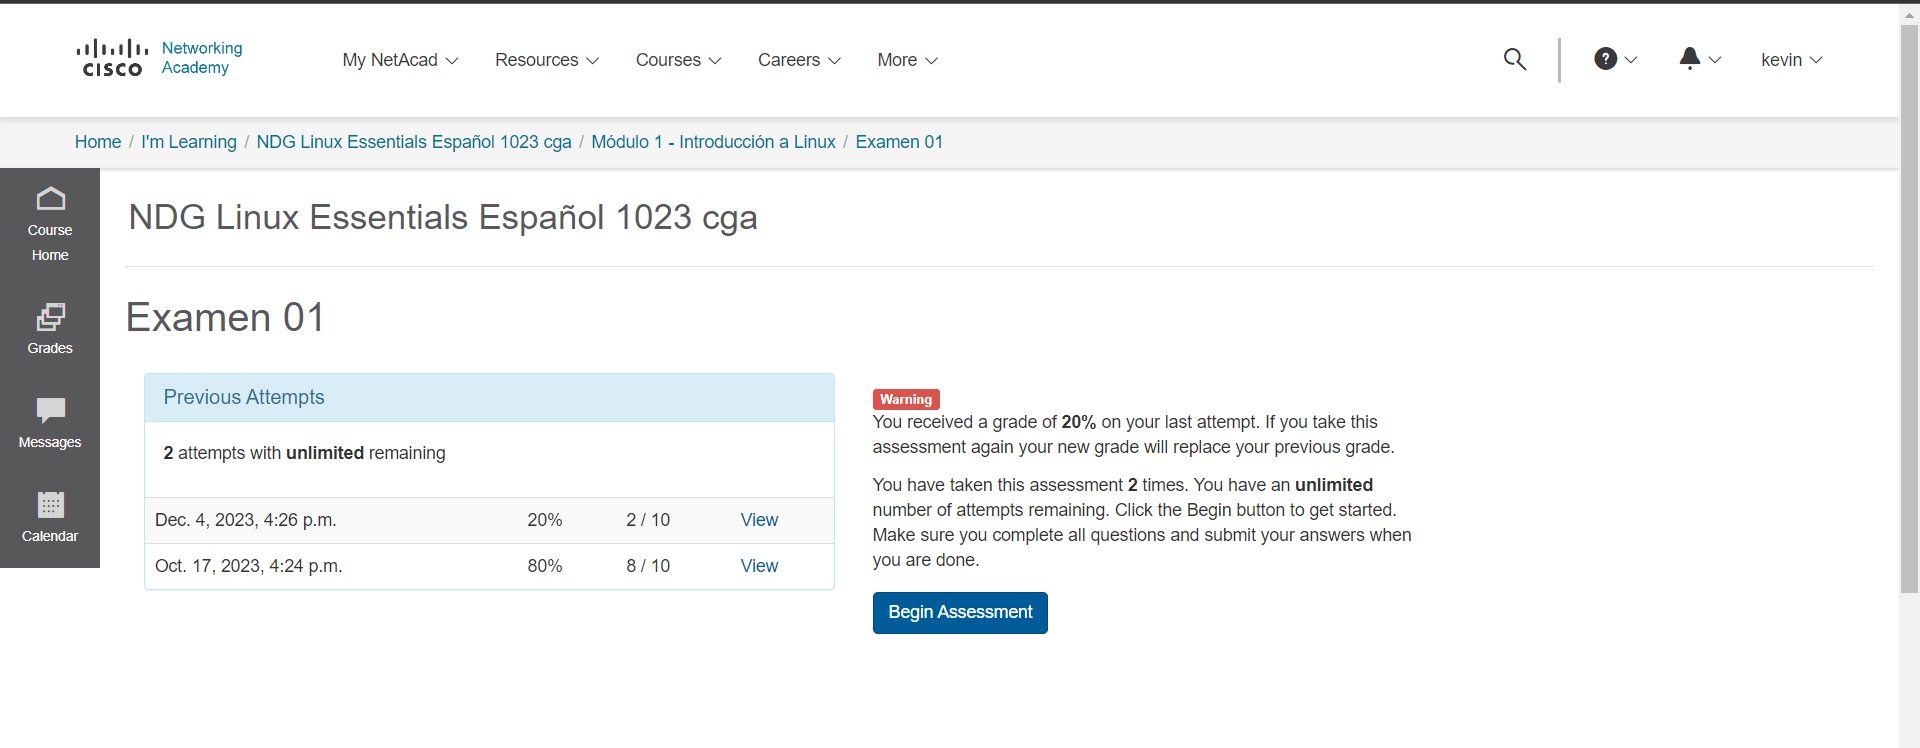 CISCO
Networking
Academy
My NetAcad
Resources
Courses
Careers
More
?
kevin
Home / I'm Learning / NDG Linux Essentials Español 1023 cga / Módulo 1 - Introducción a Linux / Examen 01
Course
Home
Grades
Messages
Calendar
NDG Linux Essentials Español 1023 cga
Examen 01
Previous Attempts
2 attempts with unlimited remaining
Dec. 4, 2023, 4:26 p.m. 20% 2 / 10 View
Oct. 17, 2023, 4:24 p.m. 80% 8 / 10 View
Warning
You received a grade of 20% on your last attempt. If you take this
assessment again your new grade will replace your previous grade.
You have taken this assessment 2 times. You have an unlimited
number of attempts remaining. Click the Begin button to get started.
Make sure you complete all questions and submit your answers when
you are done.
Begin Assessment